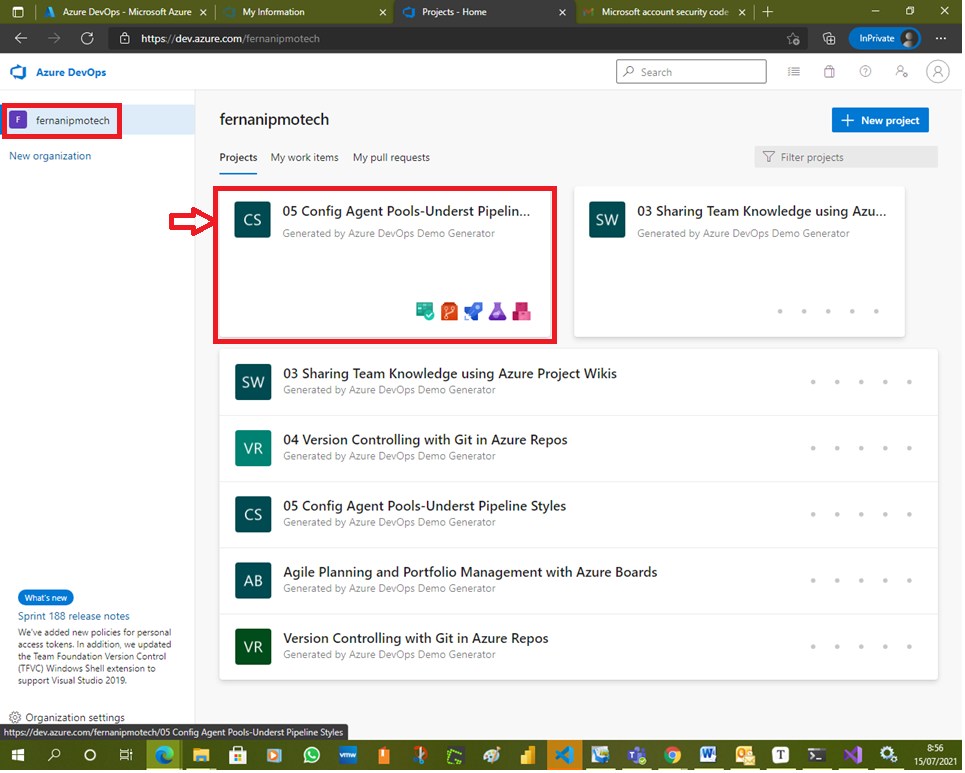 Azure DevOps - Microsoft Azure
My Information
Projects - Home
Microsoft account security code
https://dev.azure.com/fernanipmotech
InPrivate
Azure DevOps
Search
F
fernanipmotech
New organization
fernanipmotech
New project
Projects
My work items
My pull requests
Filter projects
CS
05 Config Agent Pools-Underst Pipelin...
Generated by Azure DevOps Demo Generator
SW
03 Sharing Team Knowledge using Azu...
Generated by Azure DevOps Demo Generator
SW
03 Sharing Team Knowledge using Azure Project Wikis
Generated by Azure DevOps Demo Generator
VR
04 Version Controlling with Git in Azure Repos
Generated by Azure DevOps Demo Generator
CS
05 Config Agent Pools-Underst Pipeline Styles
Generated by Azure DevOps Demo Generator
AB
Agile Planning and Portfolio Management with Azure Boards
Generated by Azure DevOps Demo Generator
VR
Version Controlling with Git in Azure Repos
Generated by Azure DevOps Demo Generator
What's new
Sprint 188 release notes
We've added new policies for personal
access tokens. In addition, we updated
the Team Foundation Version Control
(TFVC) Windows Shell extension to
support Visual Studio 2019.
Organization settings
https://dev.azure.com/fernanipmotech/05 Config Agent Pools-Underst Pipeline Styles
vmw
W
T
8:56
15/07/2021